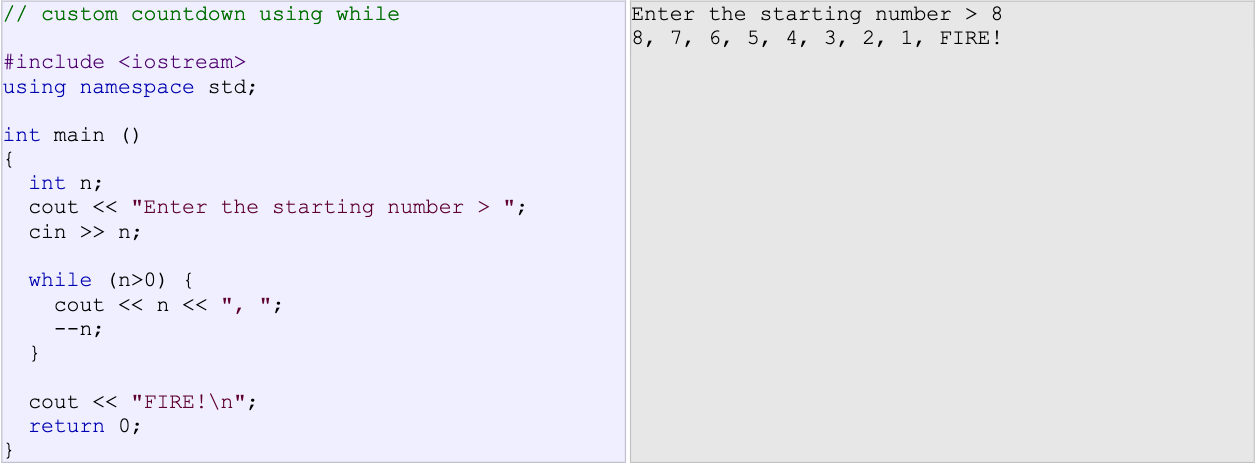 // custom countdown using while
#include <iostream>
using namespace std;
int main ()
{
int n;
cout << "Enter the starting number > ";
cin >> n;
while (n>0) {
cout << n << ", ";
--n;
}
cout << "FIRE!\n";
return 0;
}
Enter the starting number > 8
8, 7, 6, 5, 4, 3, 2, 1, FIRE!